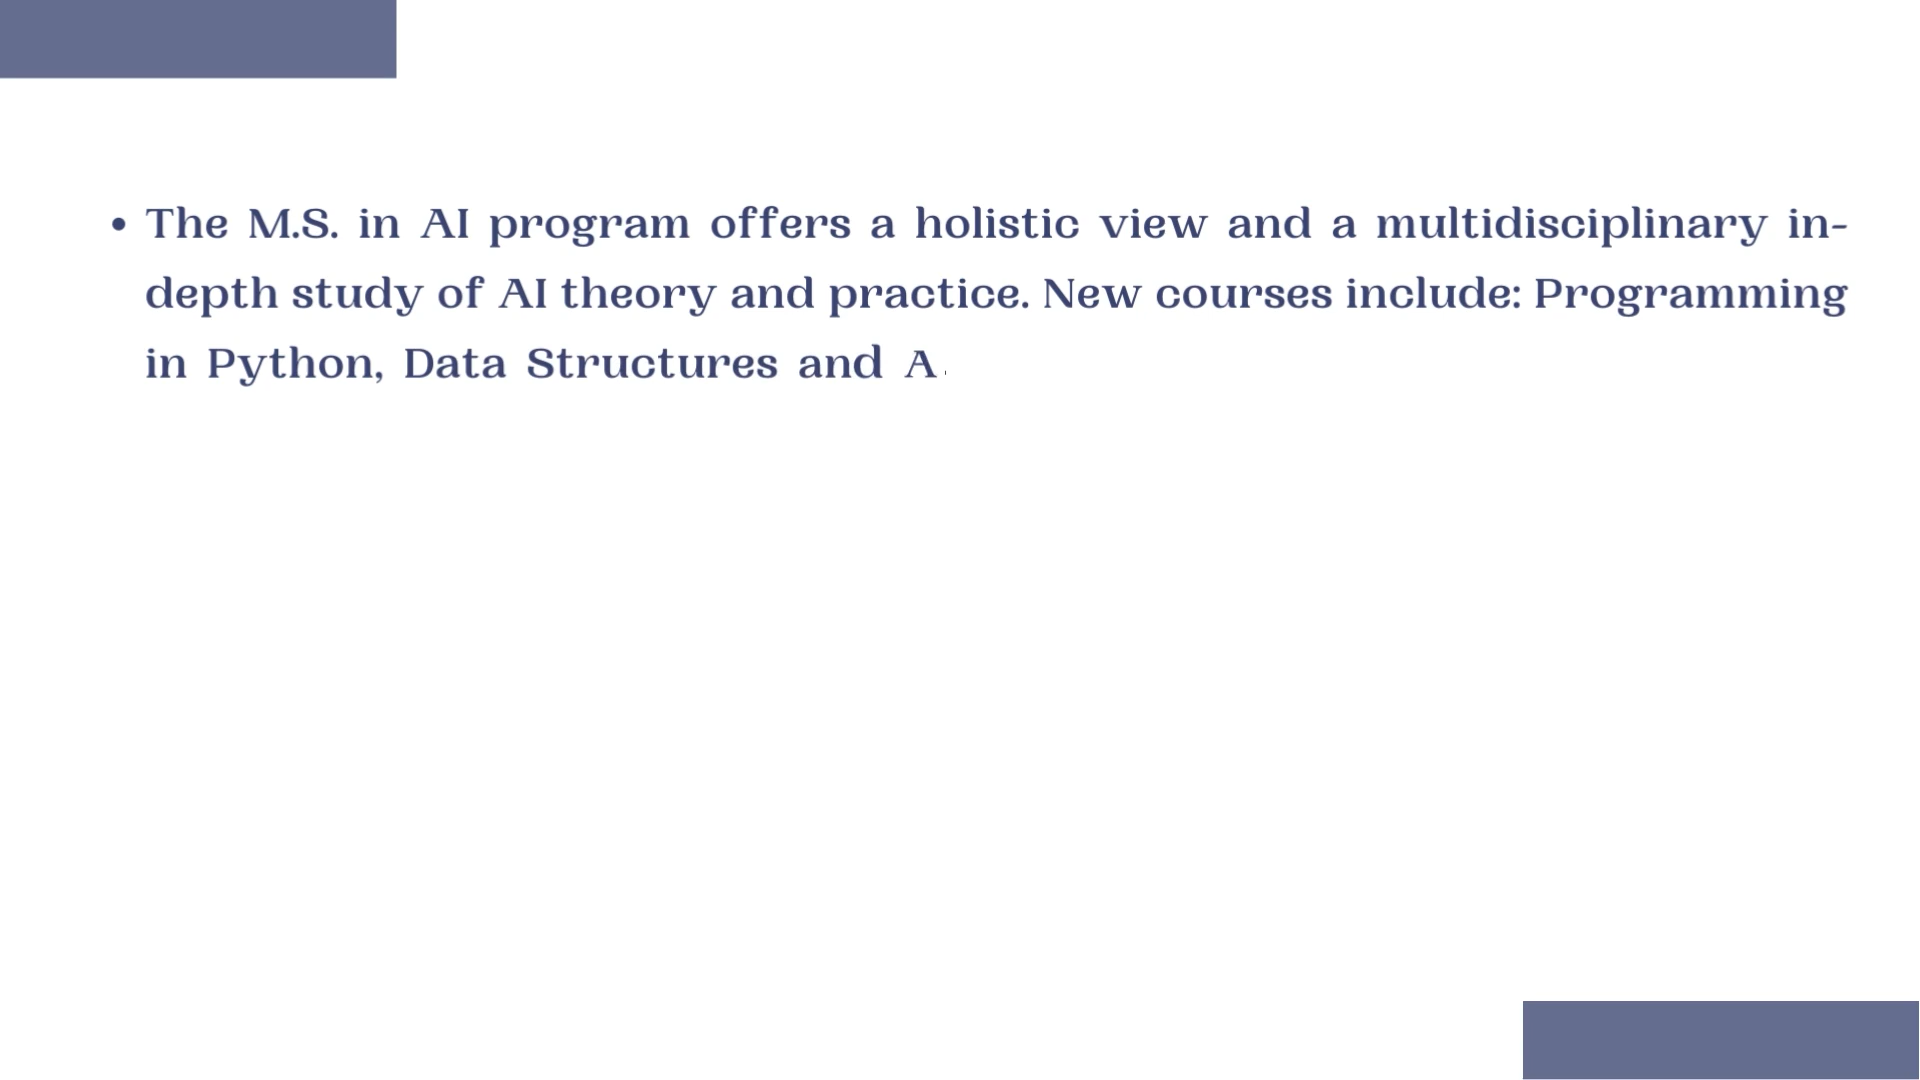 • The M.S. in AI program offers a holistic view and a multidisciplinary in-
depth study of AI theory and practice. New courses include: Programming
in Python, Data Structures and A